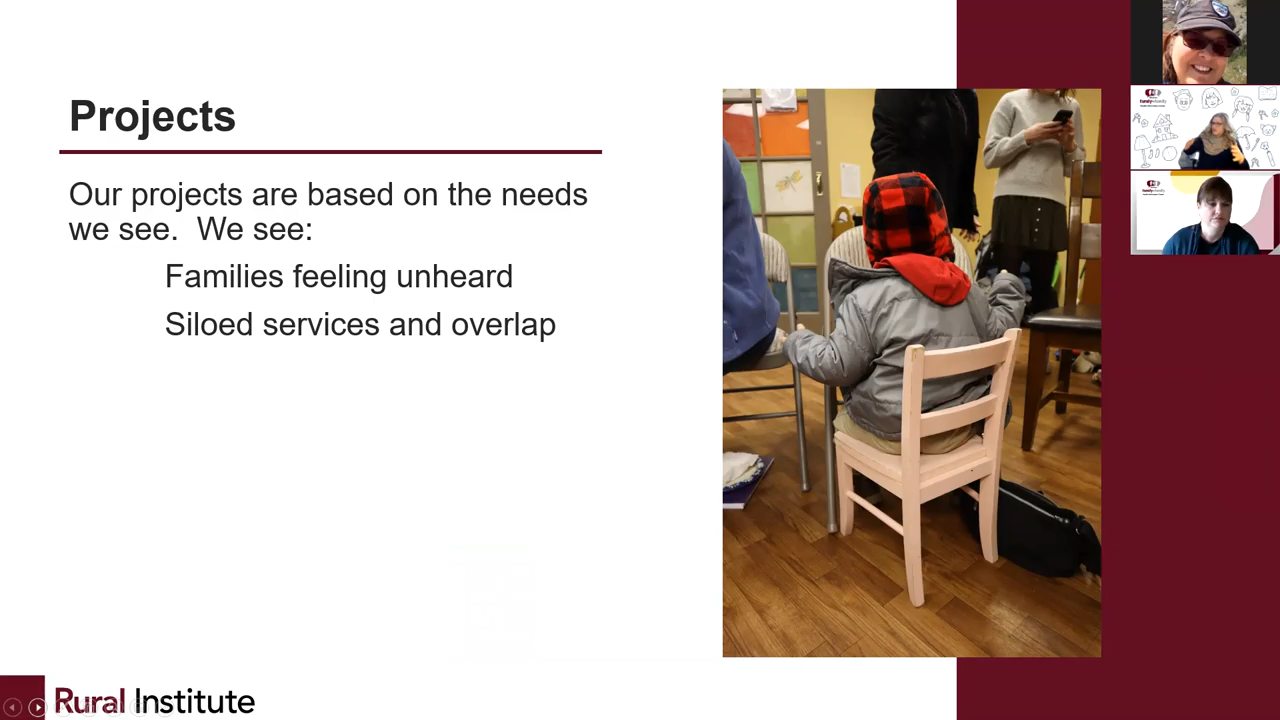 Projects
Our projects are based on the needs
we see.  We see:
Families feeling unheard
Siloed services and overlap
Rural Institute